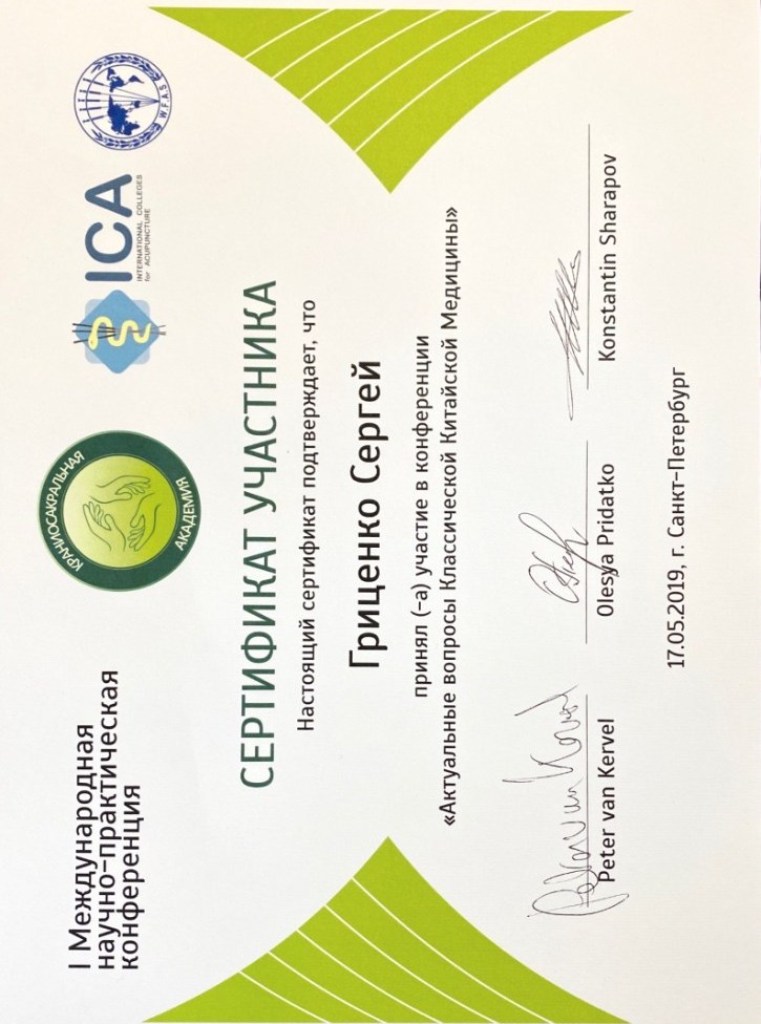 I Международная
научно-практическая
конференция
КРАНИОСАКРАЛЬНАЯ
АКАДЕМИЯ
ICA
INTERNATIONAL COLLEGES
for ACUPUNCTURE
W.F.A.S
СЕРТИФИКАТ УЧАСТНИКА
Настоящий сертификат подтверждает, что
Гриценко Сергей
принял (-а) участие в конференции
«Актуальные вопросы Классической Китайской Медицины»
Peter van Kervel
Olesya Pridatko
Konstantin Sharapov
17.05.2019, г. Санкт-Петербург